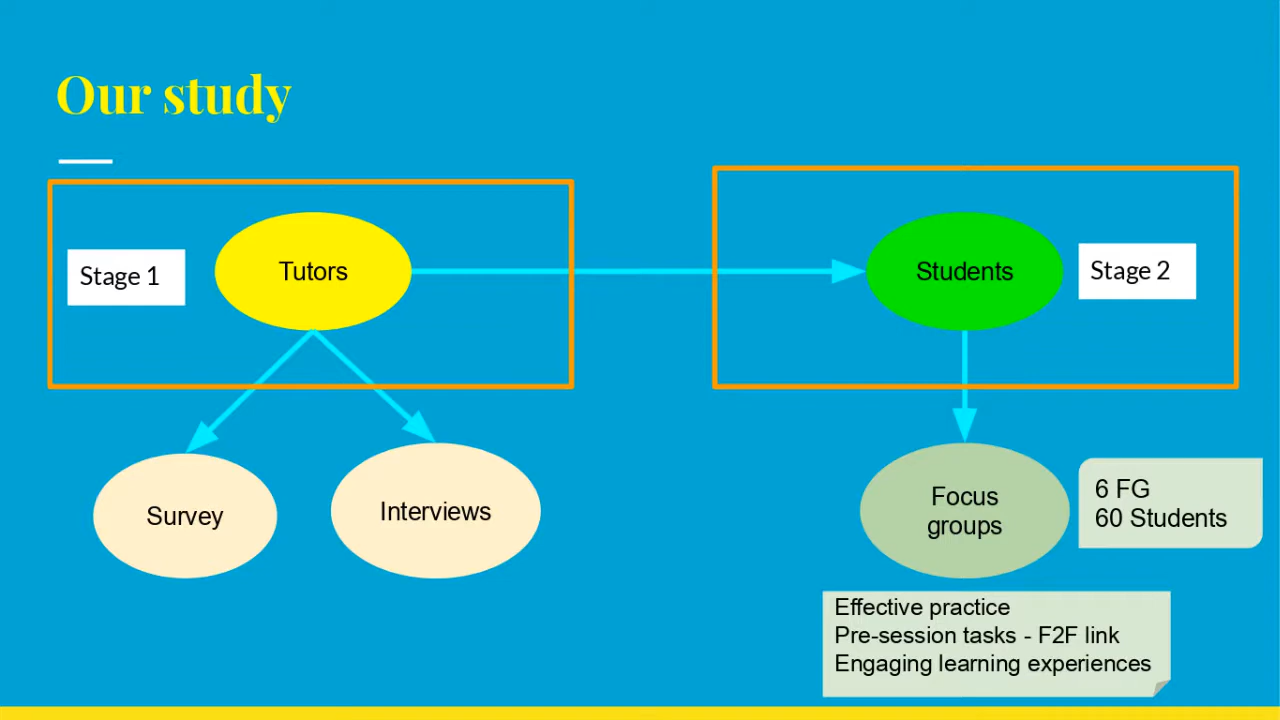 Our study
Stage 1
Tutors
Students
Stage 2
Survey
Interviews
Focus
groups
6 FG
60 Students
Effective practice
Pre-session tasks - F2F link
Engaging learning experiences